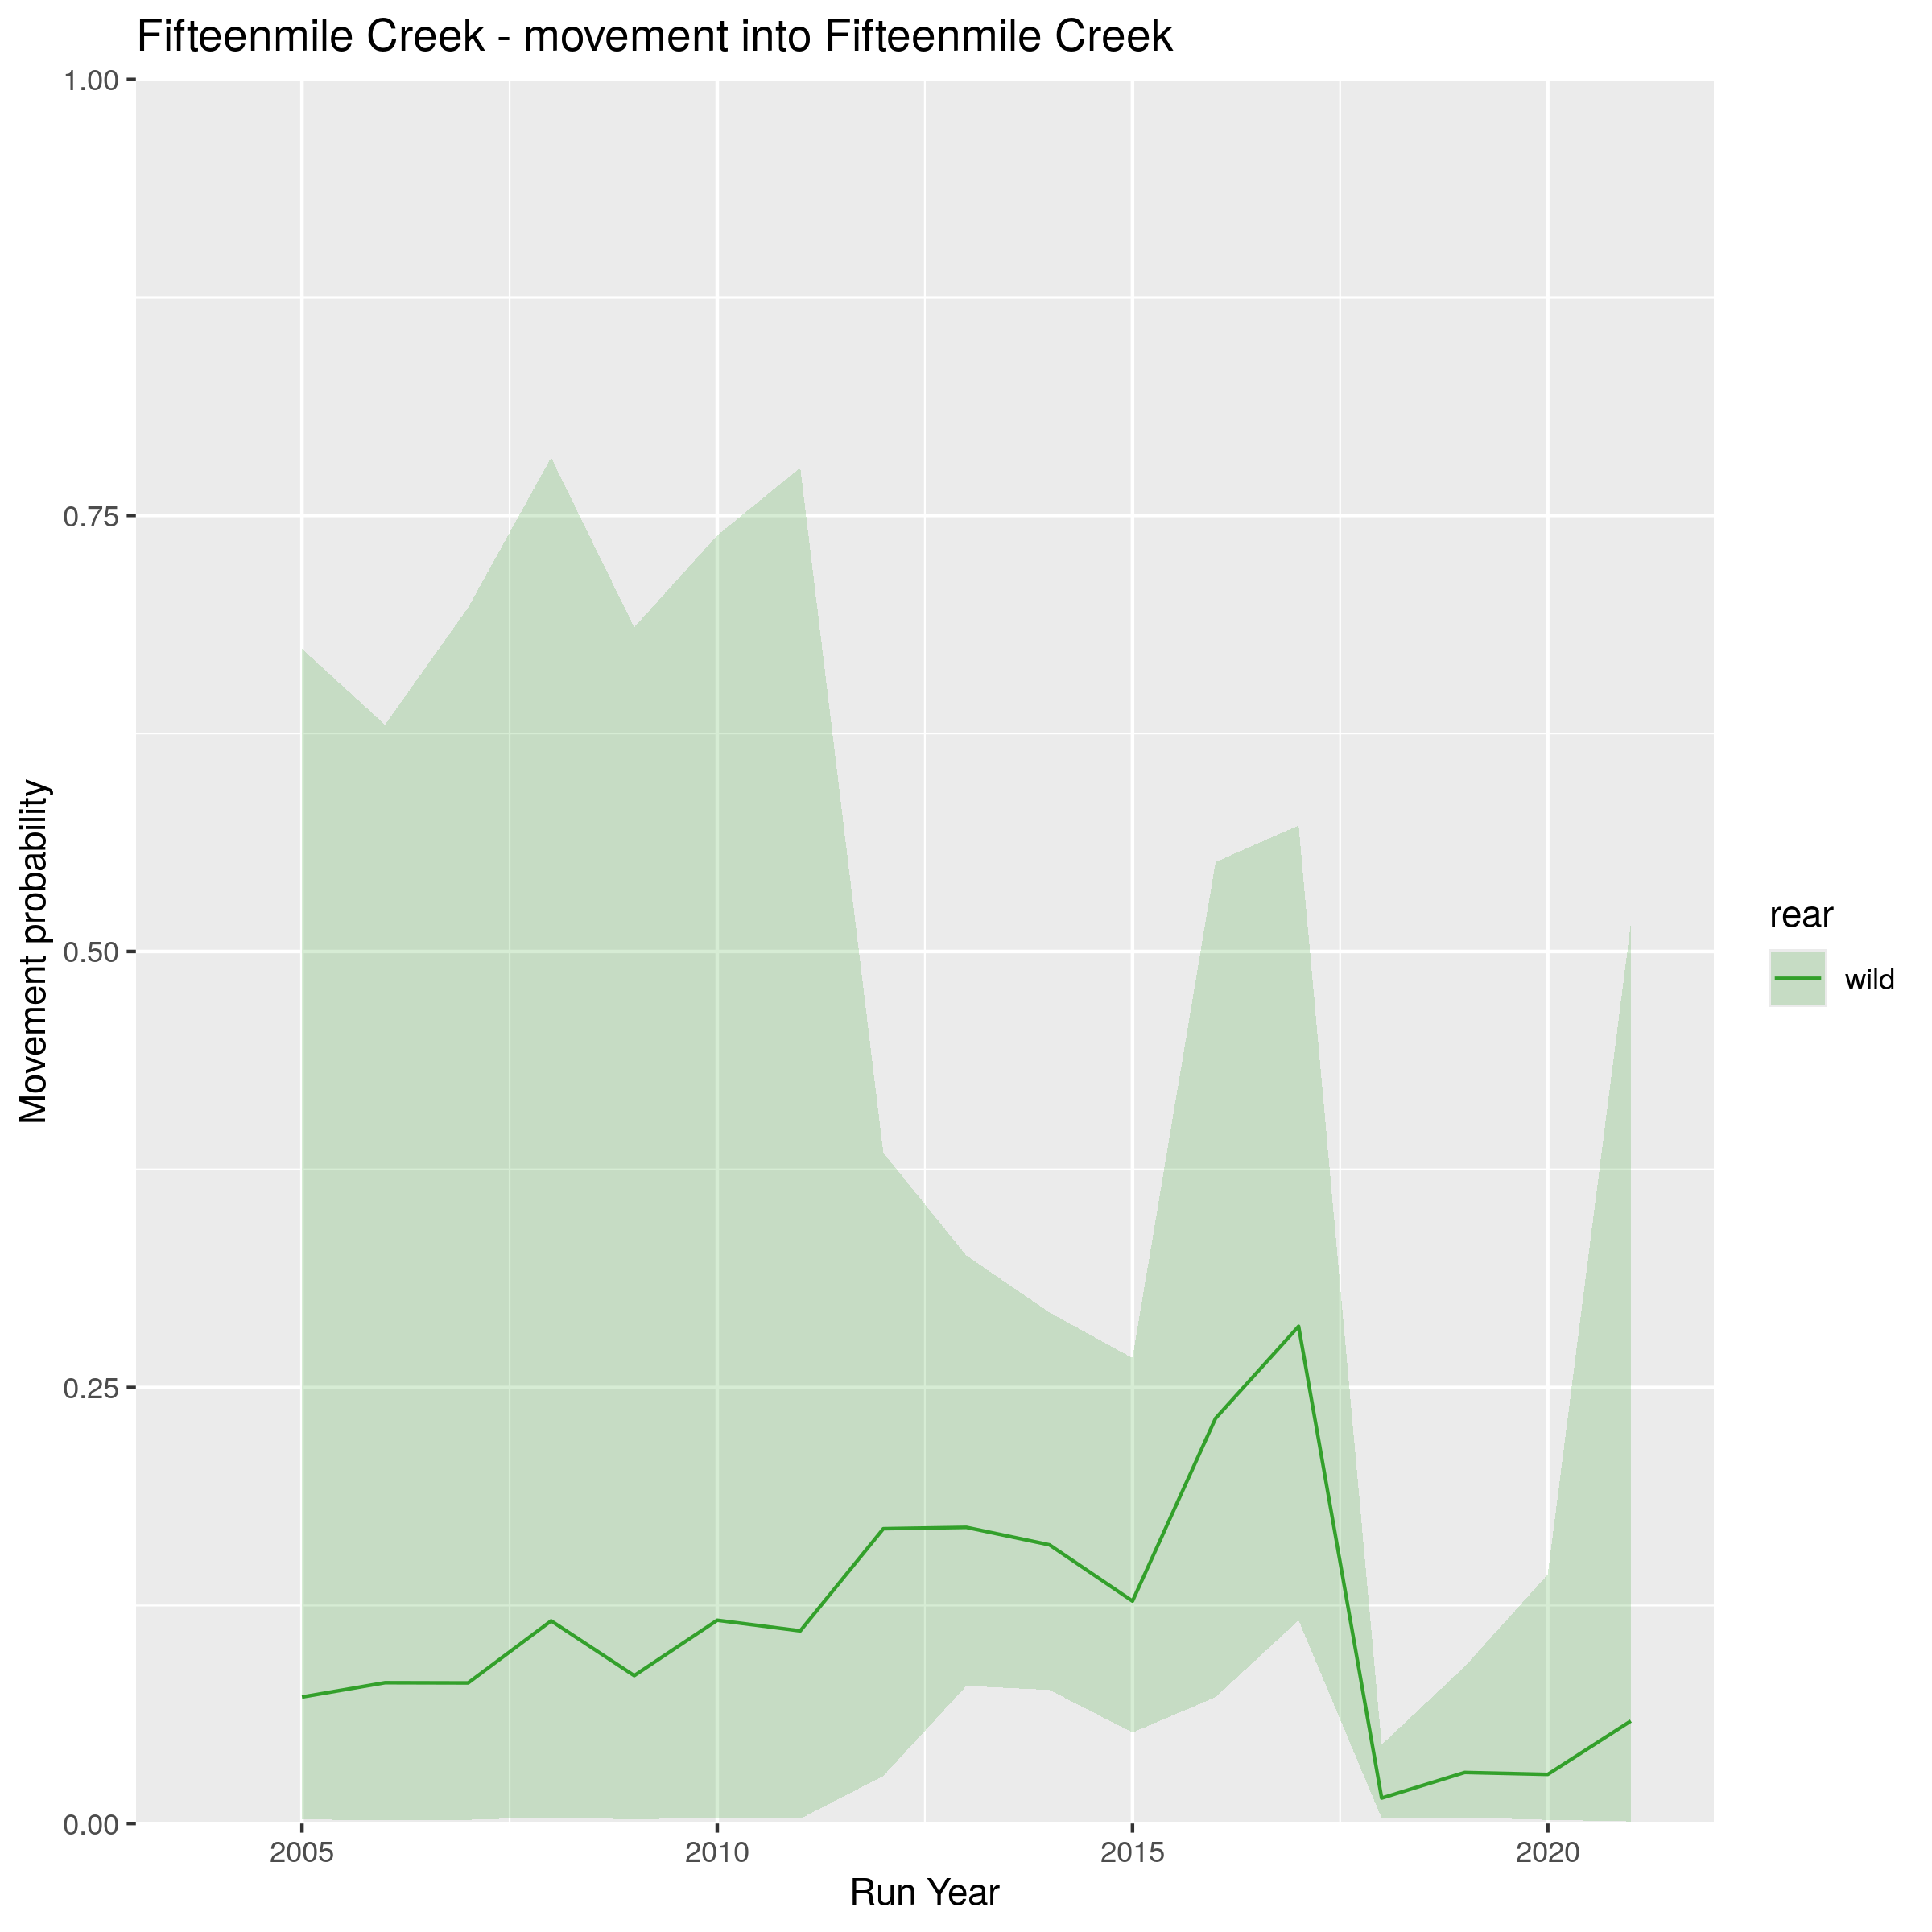 Fifteenmile Creek - movement into Fifteenmile Creek
1.00
0.75
0.50
0.25
0.00
Movement probability
2005
2010
2015
2020
Run Year
rear
wild